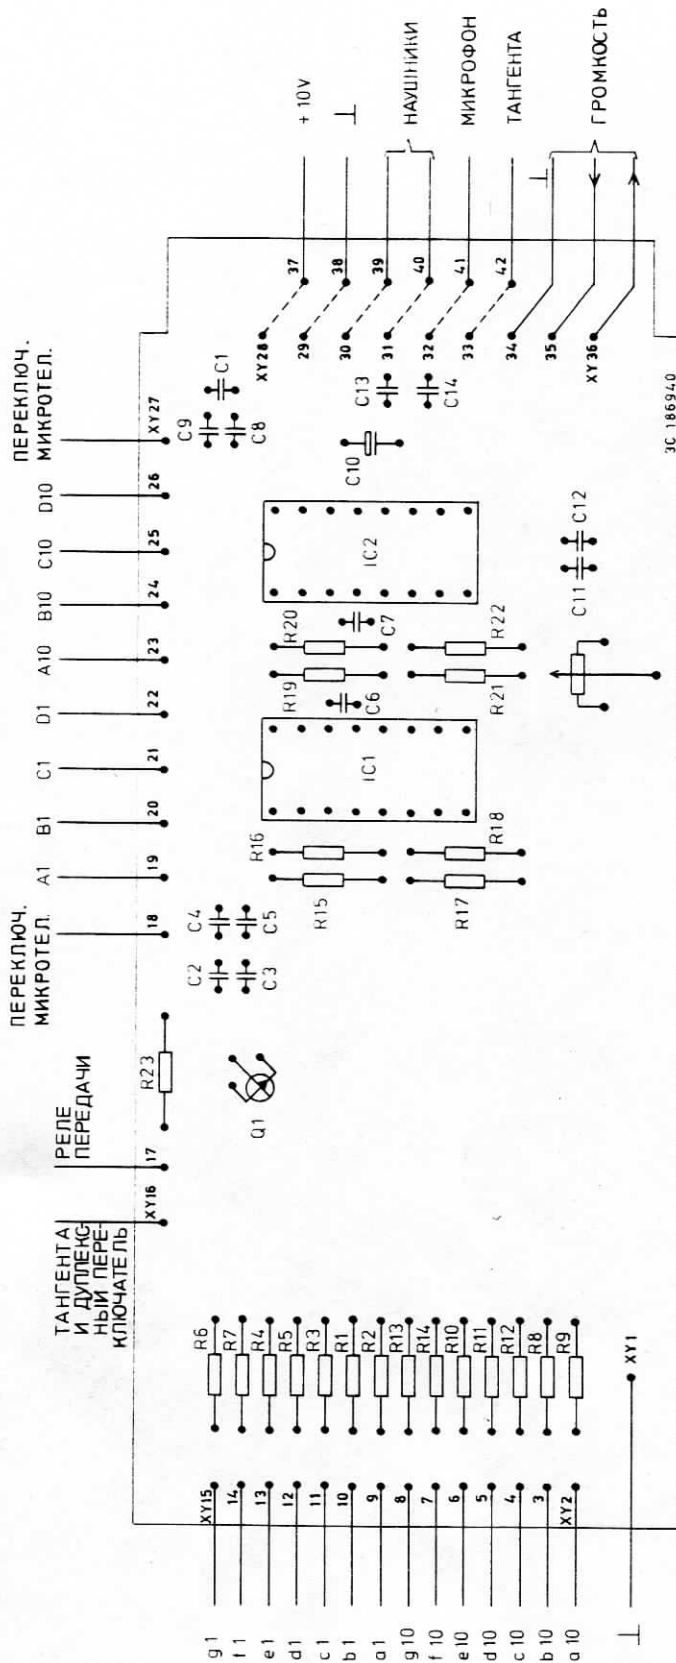 ТАНГЕНТА
И ДУПЛЕКС-
НЫЙ ПЕРЕ-
КЛЮЧАТЕЛЬ
РЕЛЕ
ПЕРЕДАЧИ
ПЕРЕКЛЮЧ.
МИКРОТЕЛ.
A1
B1
C1
D1
A10
B10
C10
D10
ПЕРЕКЛЮЧ.
МИКРОТЕЛ.
XY16
17
18
19
20
21
22
23
24
25
26
XY27
R23
Q1
C2
C3
C4
C5
C9
C8
C1
g1
f1
e1
d1
c1
b1
a1
g10
f10
e10
d10
c10
b10
a10
XY15
14
13
12
11
10
9
8
7
6
5
4
3
XY2
R6
R7
R4
R5
R3
R1
R2
R13
R14
R10
R11
R12
R8
R9
XY1
R16
R15
R18
R17
IC1
C6
C7
R20
R19
R22
R21
IC2
C10
C13
C14
C11
C12
XY28
29
30
31
32
33
34
35
XY36
37
38
39
40
41
42
+10V
НАУШНИКИ
МИКРОФОН
ТАНГЕНТА
ГРОМКОСТЬ
3C 186940